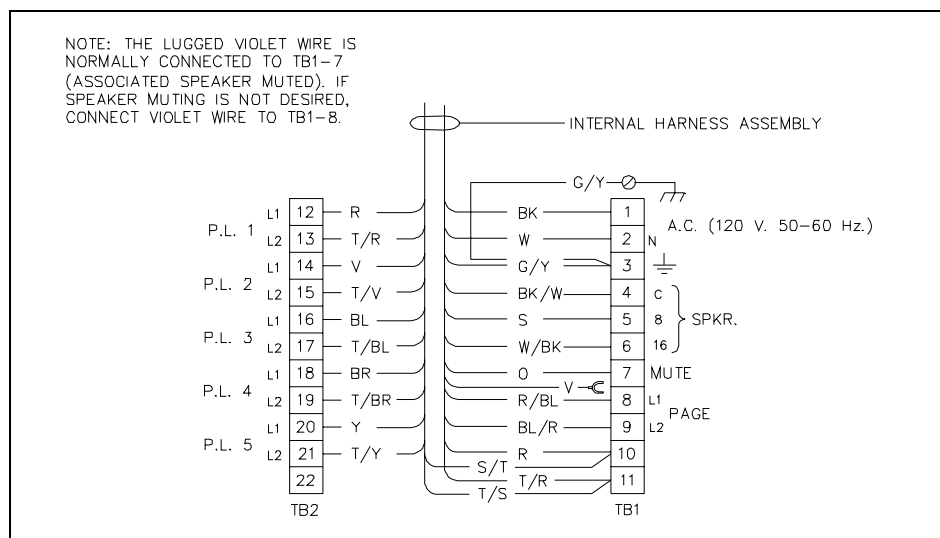 NOTE: THE LUGGED VIOLET WIRE IS
NORMALLY CONNECTED TO TB1-7
(ASSOCIATED SPEAKER MUTED). IF
SPEAKER MUTING IS NOT DESIRED,
CONNECT VIOLET WIRE TO TB1-8.
INTERNAL HARNESS ASSEMBLY
G/Y
P.L. 1
L1 12 R
L2 13 T/R
P.L. 2
L1 14 V
L2 15 T/V
P.L. 3
L1 16 BL
L2 17 T/BL
P.L. 4
L1 18 BR
L2 19 T/BR
P.L. 5
L1 20 Y
L2 21 T/Y
22
TB2
BK 1
A.C. (120 V. 50-60 Hz.)
W 2 N
G/Y 3
BK/W 4 C
S 5 8 SPKR.
W/BK 6 16
O 7 MUTE
V
R/BL 8 L1
PAGE
BL/R 9 L2
R 10
S/T
T/R 11
T/S
TB1